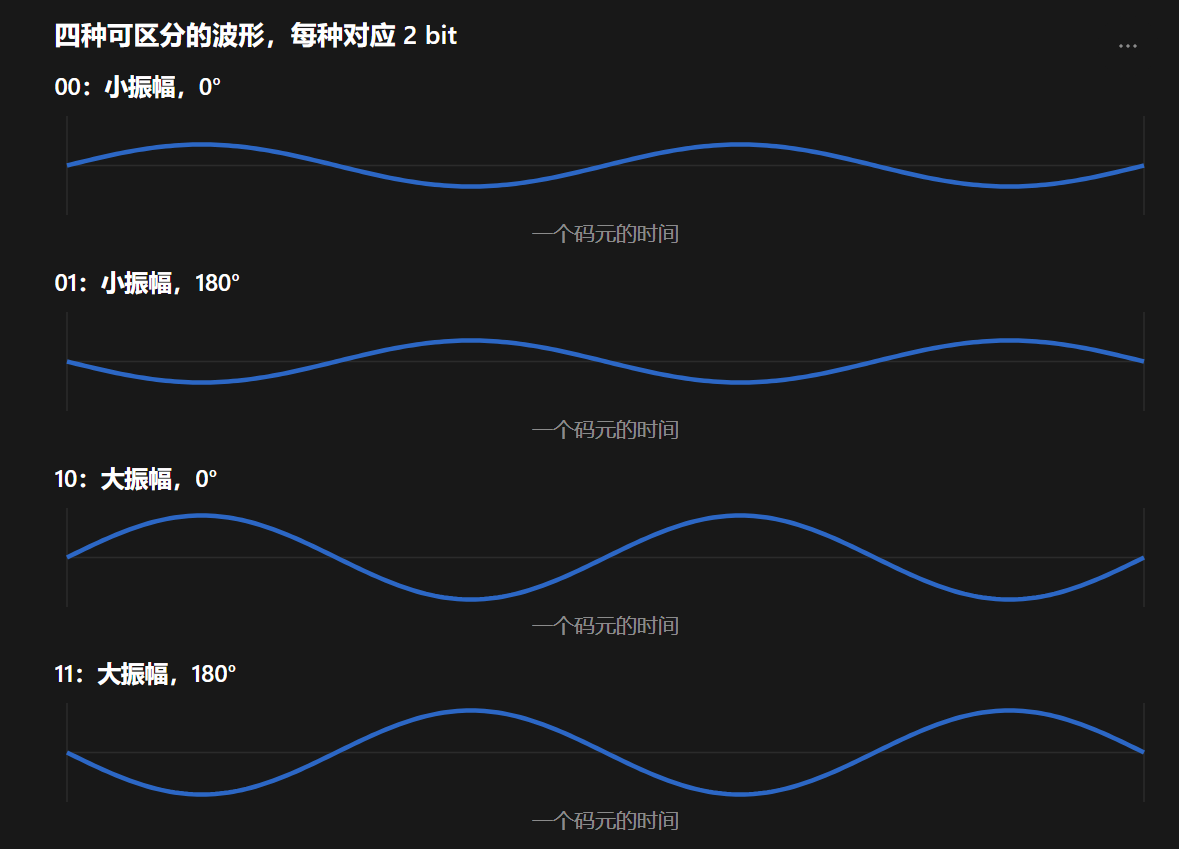 四种可区分的波形，每种对应 2 bit
...
00：小振幅，0°
一个码元的时间
01：小振幅，180°
一个码元的时间
10：大振幅，0°
一个码元的时间
11：大振幅，180°
一个码元的时间